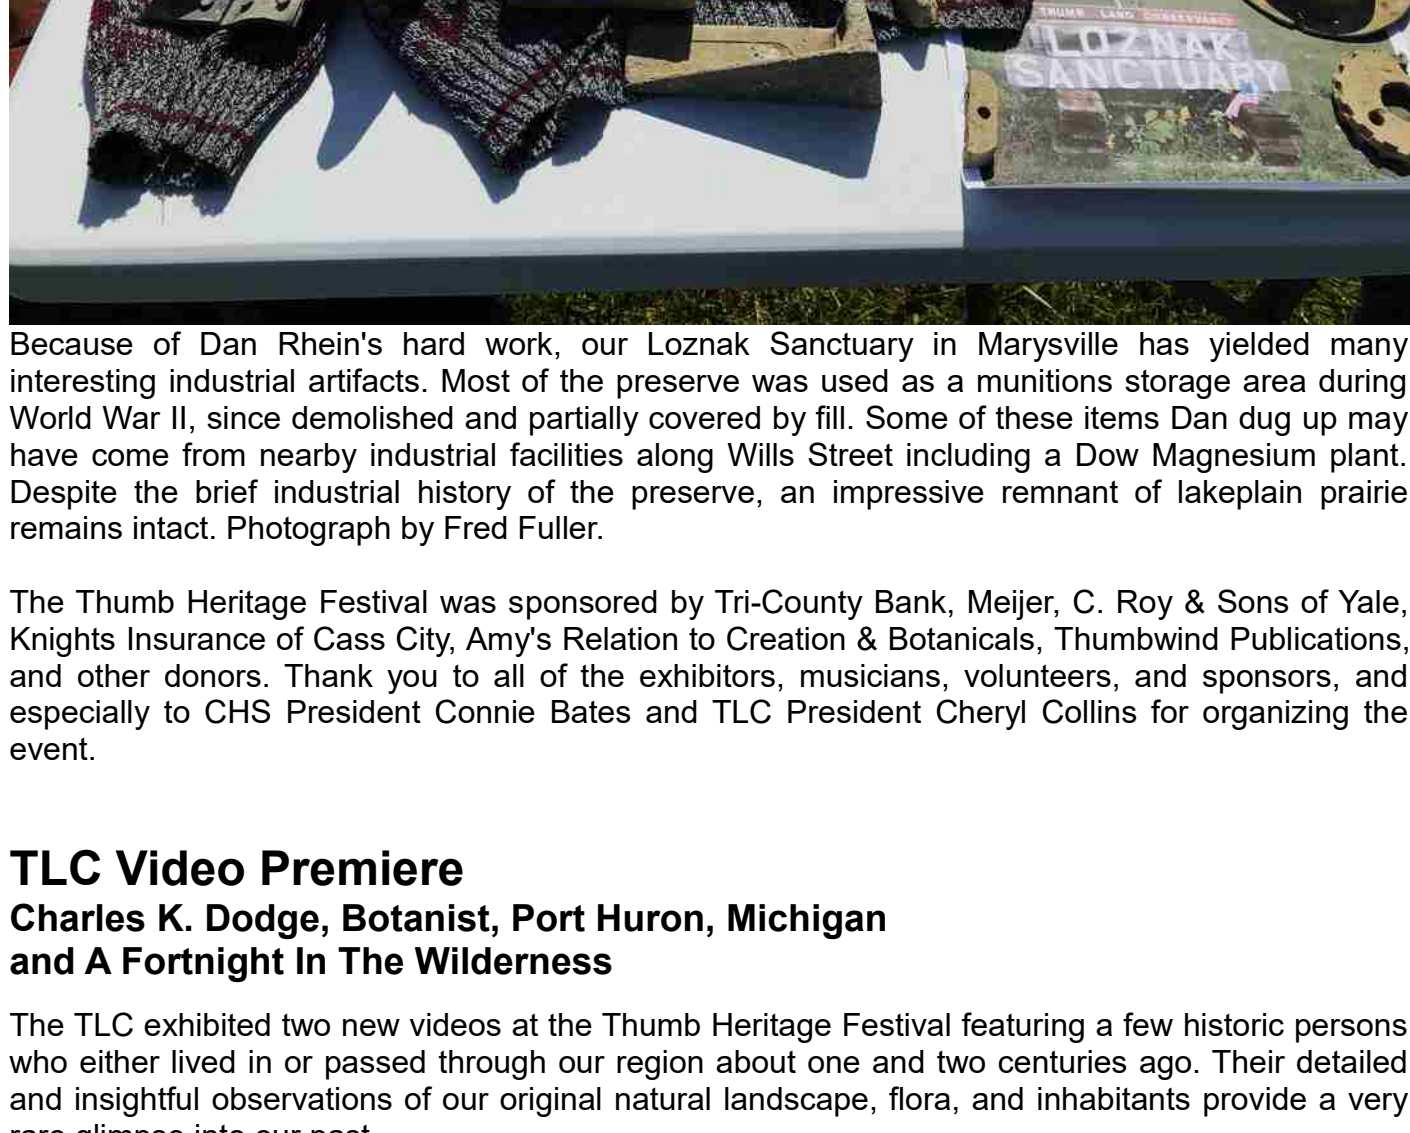 THUMB LAND CONSERVANCY
LOZNAK
SANCTUARY
Because of Dan Rhein's hard work, our Loznak Sanctuary in Marysville has yielded many
interesting industrial artifacts. Most of the preserve was used as a munitions storage area during
World War II, since demolished and partially covered by fill. Some of these items Dan dug up may
have come from nearby industrial facilities along Wills Street including a Dow Magnesium plant.
Despite the brief industrial history of the preserve, an impressive remnant of lakeplain prairie
remains intact. Photograph by Fred Fuller.
The Thumb Heritage Festival was sponsored by Tri-County Bank, Meijer, C. Roy & Sons of Yale,
Knights Insurance of Cass City, Amy's Relation to Creation & Botanicals, Thumbwind Publications,
and other donors. Thank you to all of the exhibitors, musicians, volunteers, and sponsors, and
especially to CHS President Connie Bates and TLC President Cheryl Collins for organizing the
event.
TLC Video Premiere
Charles K. Dodge, Botanist, Port Huron, Michigan
and A Fortnight In The Wilderness
The TLC exhibited two new videos at the Thumb Heritage Festival featuring a few historic persons
who either lived in or passed through our region about one and two centuries ago. Their detailed
and insightful observations of our original natural landscape, flora, and inhabitants provide a very
rare glimpse into our past.